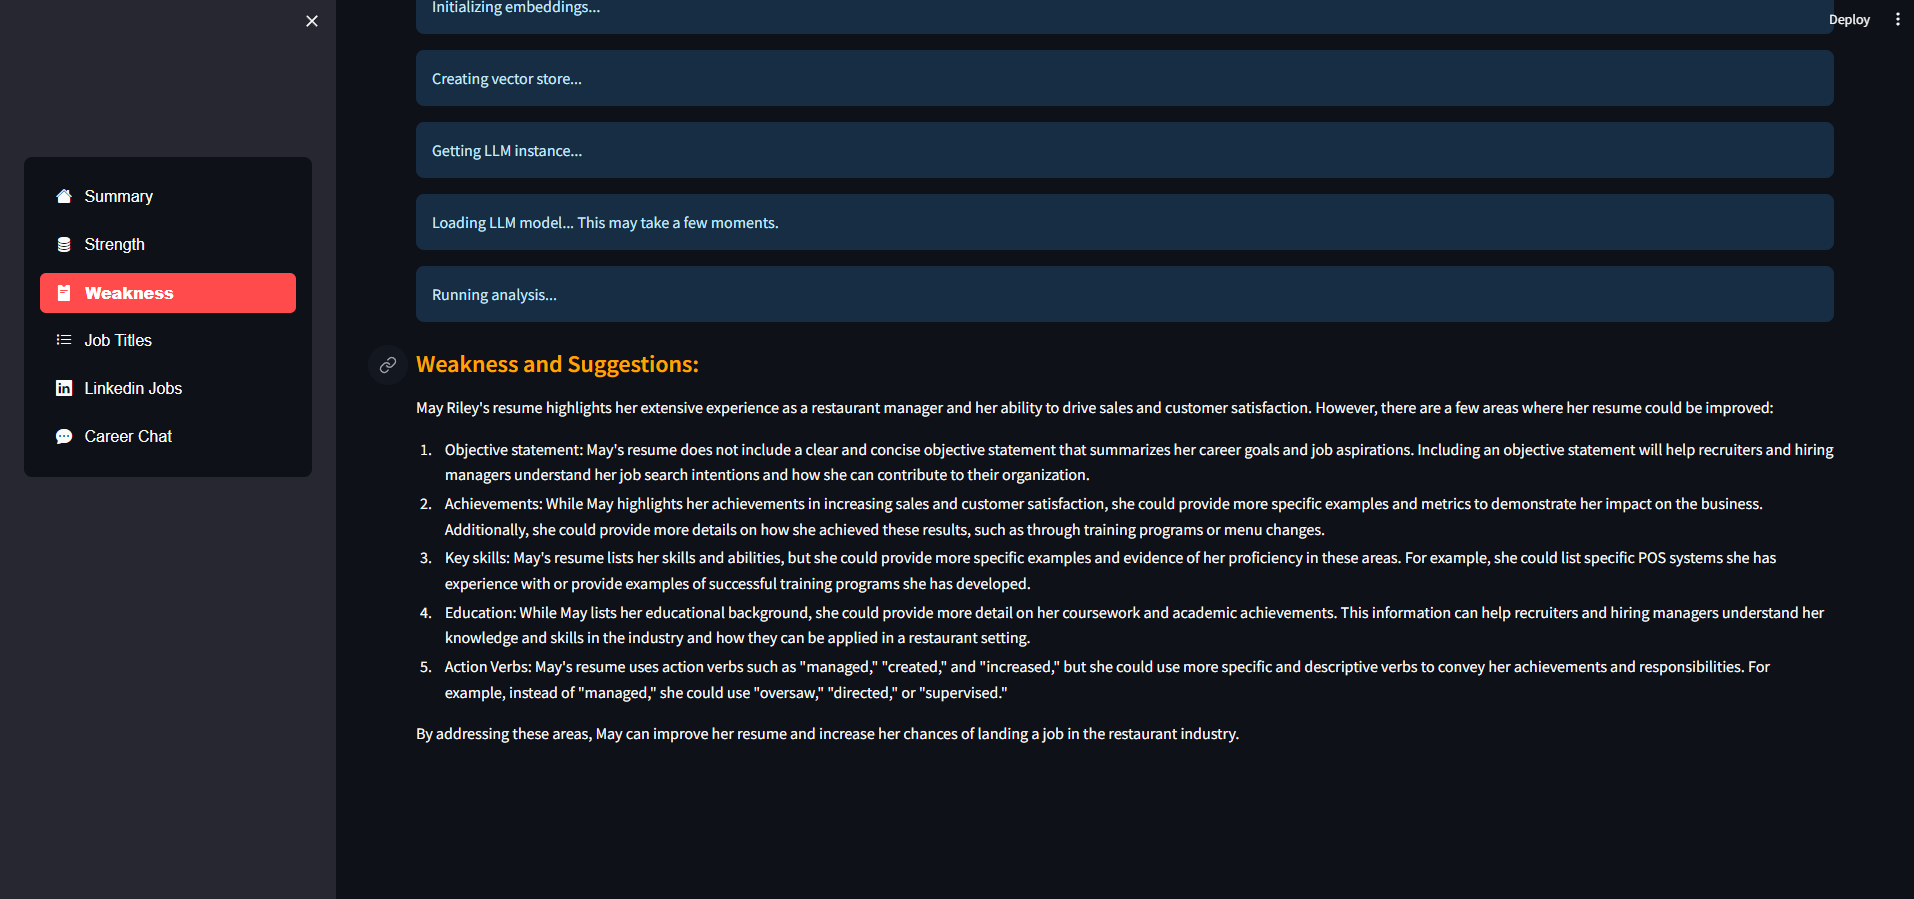 Initializing embeddings...
Deploy
Creating vector store...
Getting LLM instance...
Loading LLM model... This may take a few moments.
Running analysis...
Summary
Strength
Weakness
Job Titles
Linkedin Jobs
Career Chat
Weakness and Suggestions:
May Riley's resume highlights her extensive experience as a restaurant manager and her ability to drive sales and customer satisfaction. However, there are a few areas where her resume could be improved:
1. Objective statement: May's resume does not include a clear and concise objective statement that summarizes her career goals and job aspirations. Including an objective statement will help recruiters and hiring
managers understand her job search intentions and how she can contribute to their organization.
2. Achievements: While May highlights her achievements in increasing sales and customer satisfaction, she could provide more specific examples and metrics to demonstrate her impact on the business.
Additionally, she could provide more details on how she achieved these results, such as through training programs or menu changes.
3. Key skills: May's resume lists her skills and abilities, but she could provide more specific examples and evidence of her proficiency in these areas. For example, she could list specific POS systems she has
experience with or provide examples of successful training programs she has developed.
4. Education: While May lists her educational background, she could provide more detail on her coursework and academic achievements. This information can help recruiters and hiring managers understand her
knowledge and skills in the industry and how they can be applied in a restaurant setting.
5. Action Verbs: May's resume uses action verbs such as "managed," "created," and "increased," but she could use more specific and descriptive verbs to convey her achievements and responsibilities. For
example, instead of "managed," she could use "oversaw," "directed," or "supervised."
By addressing these areas, May can improve her resume and increase her chances of landing a job in the restaurant industry.